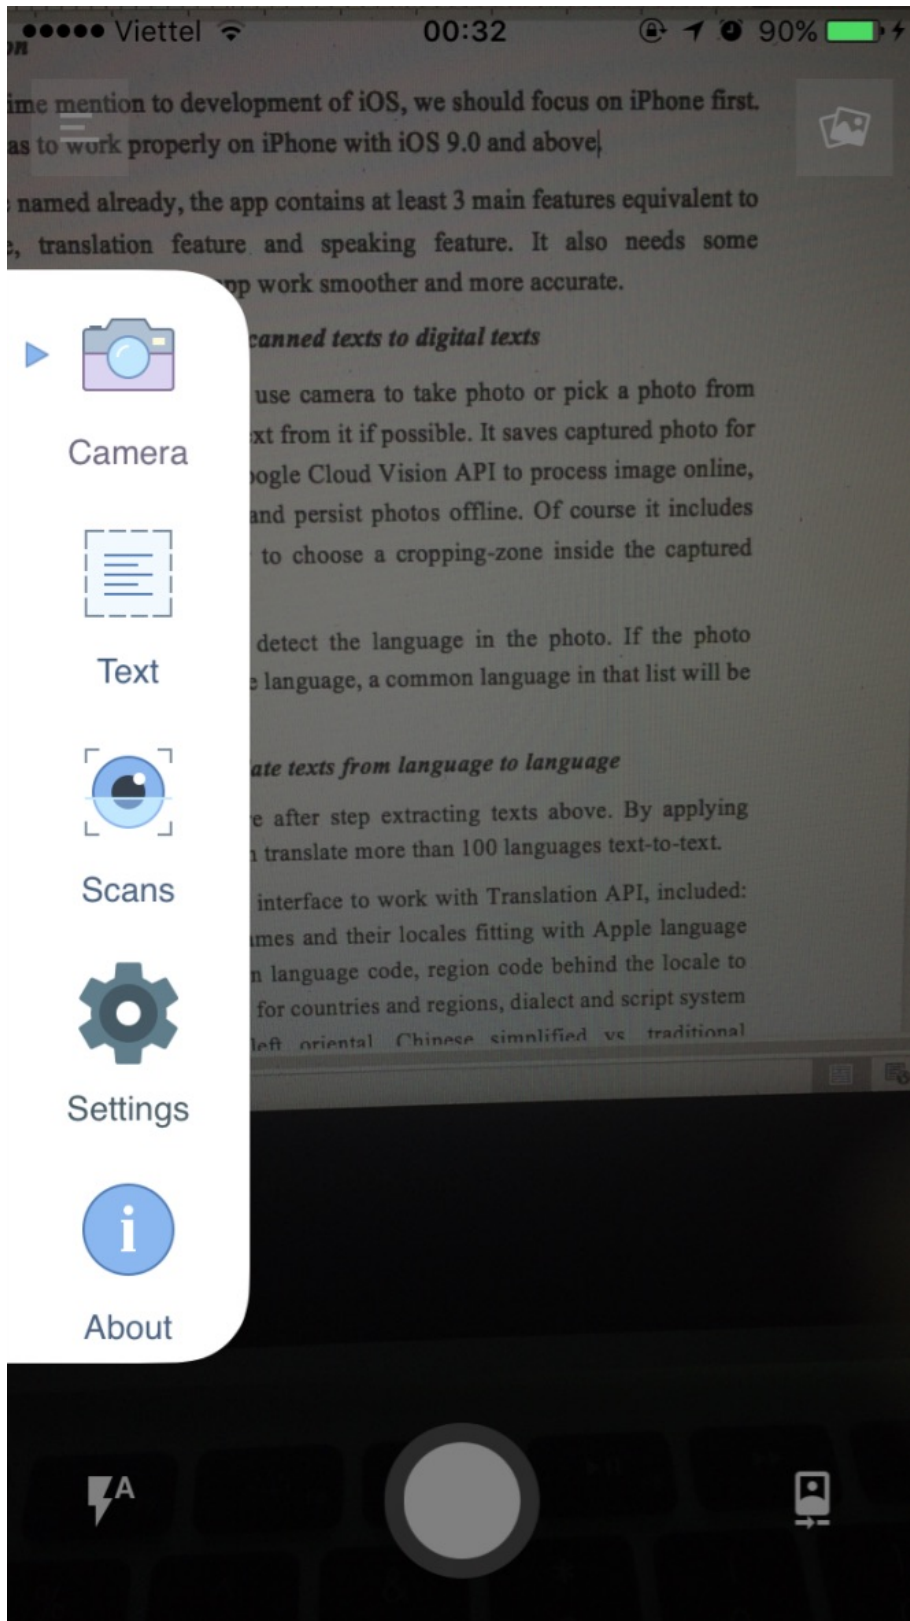 Viettel 00:32 90%
on
ime mention to development of iOS, we should focus on iPhone first.
as to work properly on iPhone with iOS 9.0 and above
named already, the app contains at least 3 main features equivalent to
e, translation feature and speaking feature. It also needs some
pp work smoother and more accurate.
canned texts to digital texts
use camera to take photo or pick a photo from
Camera
xt from it if possible. It saves captured photo for
oogle Cloud Vision API to process image online,
and persist photos offline. Of course it includes
to choose a cropping-zone inside the captured
detect the language in the photo. If the photo
Text
e language, a common language in that list will be
ate texts from language to language
e after step extracting texts above. By applying
n translate more than 100 languages text-to-text.
Scans
interface to work with Translation API, included:
ames and their locales fitting with Apple language
n language code, region code behind the locale to
for countries and regions, dialect and script system
left oriental Chinese simplified vs traditional
Settings
i
About
A